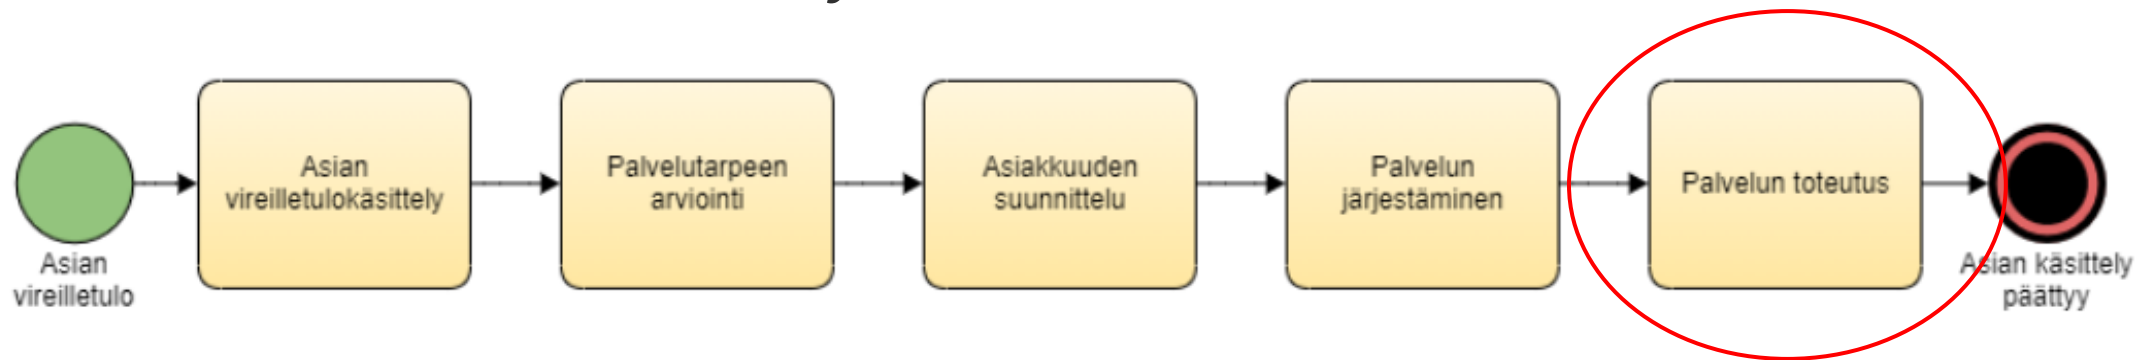 Asian
vireilletulo
Asian
vireilletulokäsittely
Palvelutarpeen
arviointi
Asiakkuuden
suunnittelu
Palvelun
järjestäminen
Palvelun toteutus
Asian käsittely
päättyy